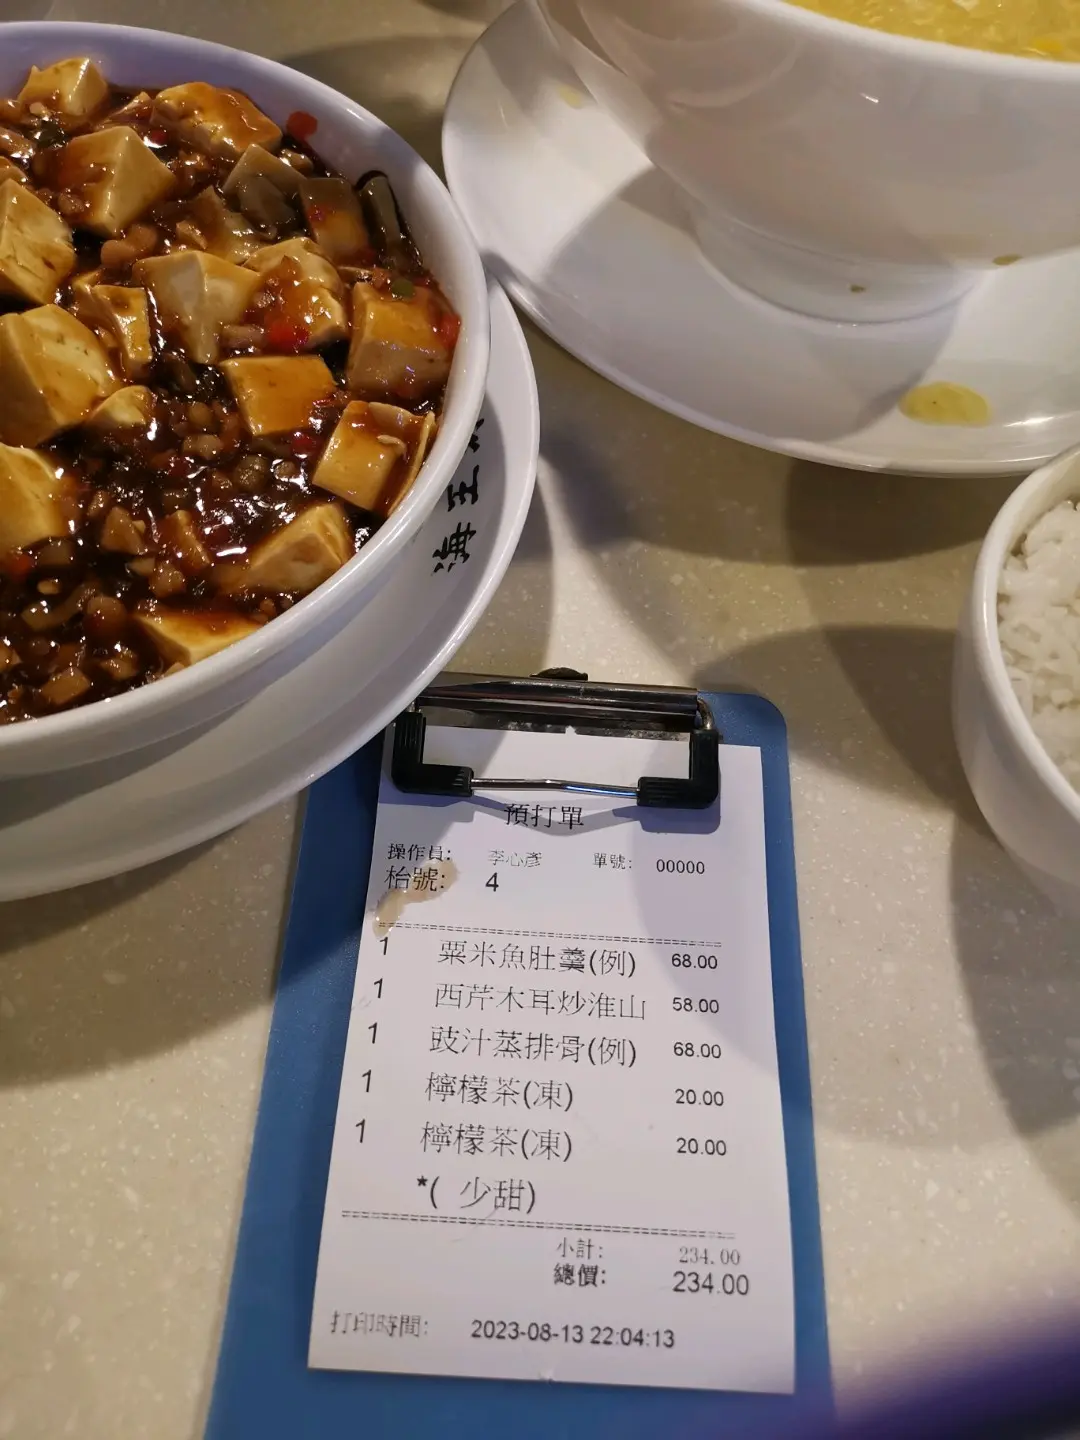 海王
預打單
操作員: 李心彥 單號: 00000
枱號: 4
1 粟米魚肚羹(例) 68.00
1 西芹木耳炒淮山 58.00
1 豉汁蒸排骨(例) 68.00
1 檸檬茶(凍) 20.00
1 檸檬茶(凍) 20.00
*( 少甜)
小計: 234.00
總價: 234.00
打印時間: 2023-08-13 22:04:13